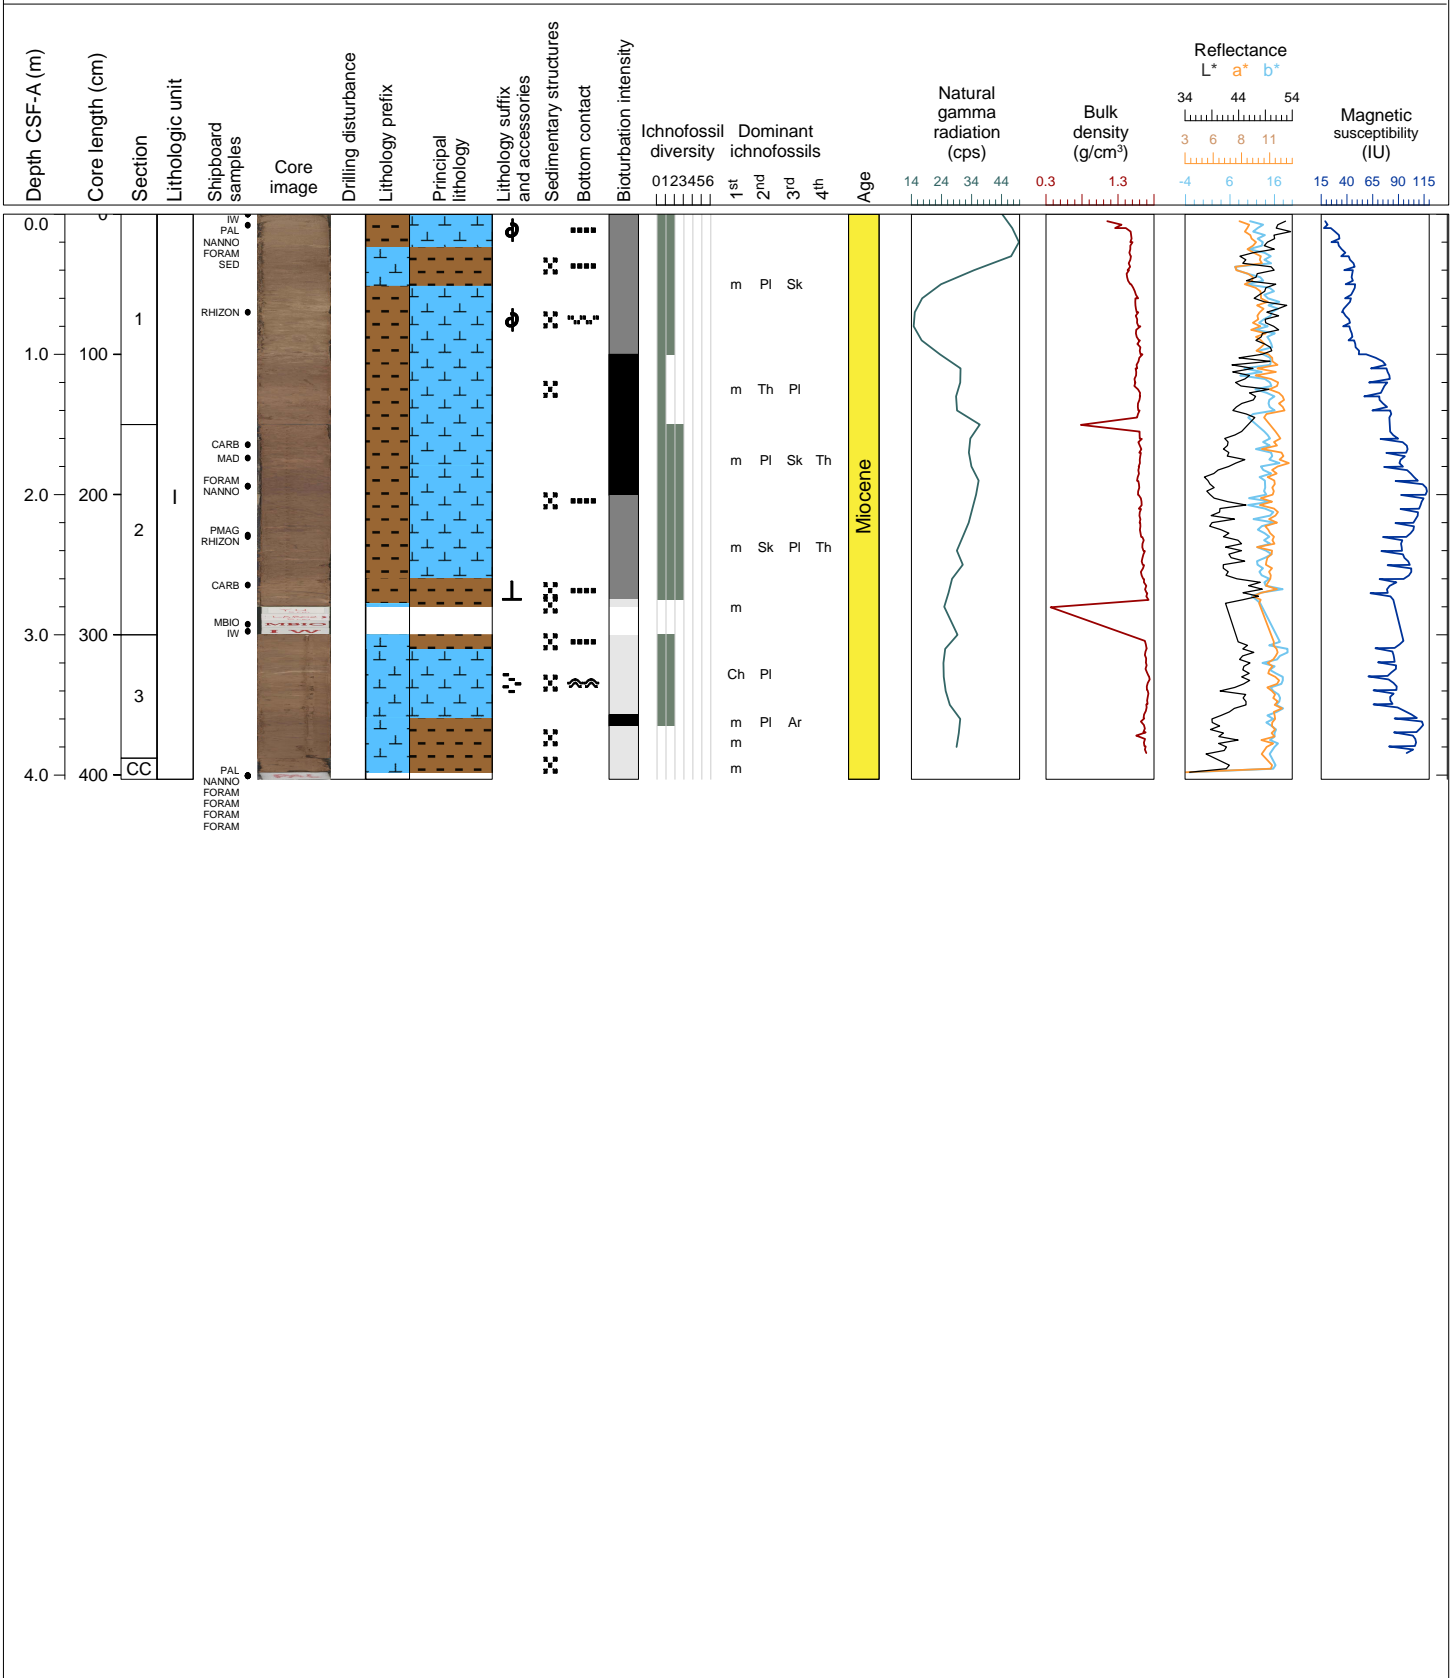 Depth CSF-A (m)
Core length (cm)
Section
Lithologic unit
Shipboard
samples
Core
image
Drilling disturbance
Lithology prefix
Principal
lithology
Lithology suffix
and accessories
Sedimentary structures
Bottom contact
Bioturbation intensity
Ichnofossil
diversity
0123456
Dominant
ichnofossils
1st 2nd 3rd 4th
Age
Natural
gamma
radiation
(cps)
14 24 34 44
Bulk
density
(g/cm³)
0.3 1.3
Reflectance
L* a* b*
34 44 54
3 6 8 11
-4 6 16
Magnetic
susceptibility
(IU)
15 40 65 90 115
0.0
1.0
2.0
3.0
4.0
0
100
200
300
400
1
2
3
CC
I
IW
PAL
NANNO
FORAM
SED
RHIZON
CARB
MAD
FORAM
NANNO
PMAG
RHIZON
CARB
MBIO
IW
PAL
NANNO
FORAM
FORAM
FORAM
FORAM
MBIO
I W
PAL
m Pl Sk
m Th Pl
m Pl Sk Th
m Sk Pl Th
m
Ch Pl
m Pl Ar
m
m
Miocene